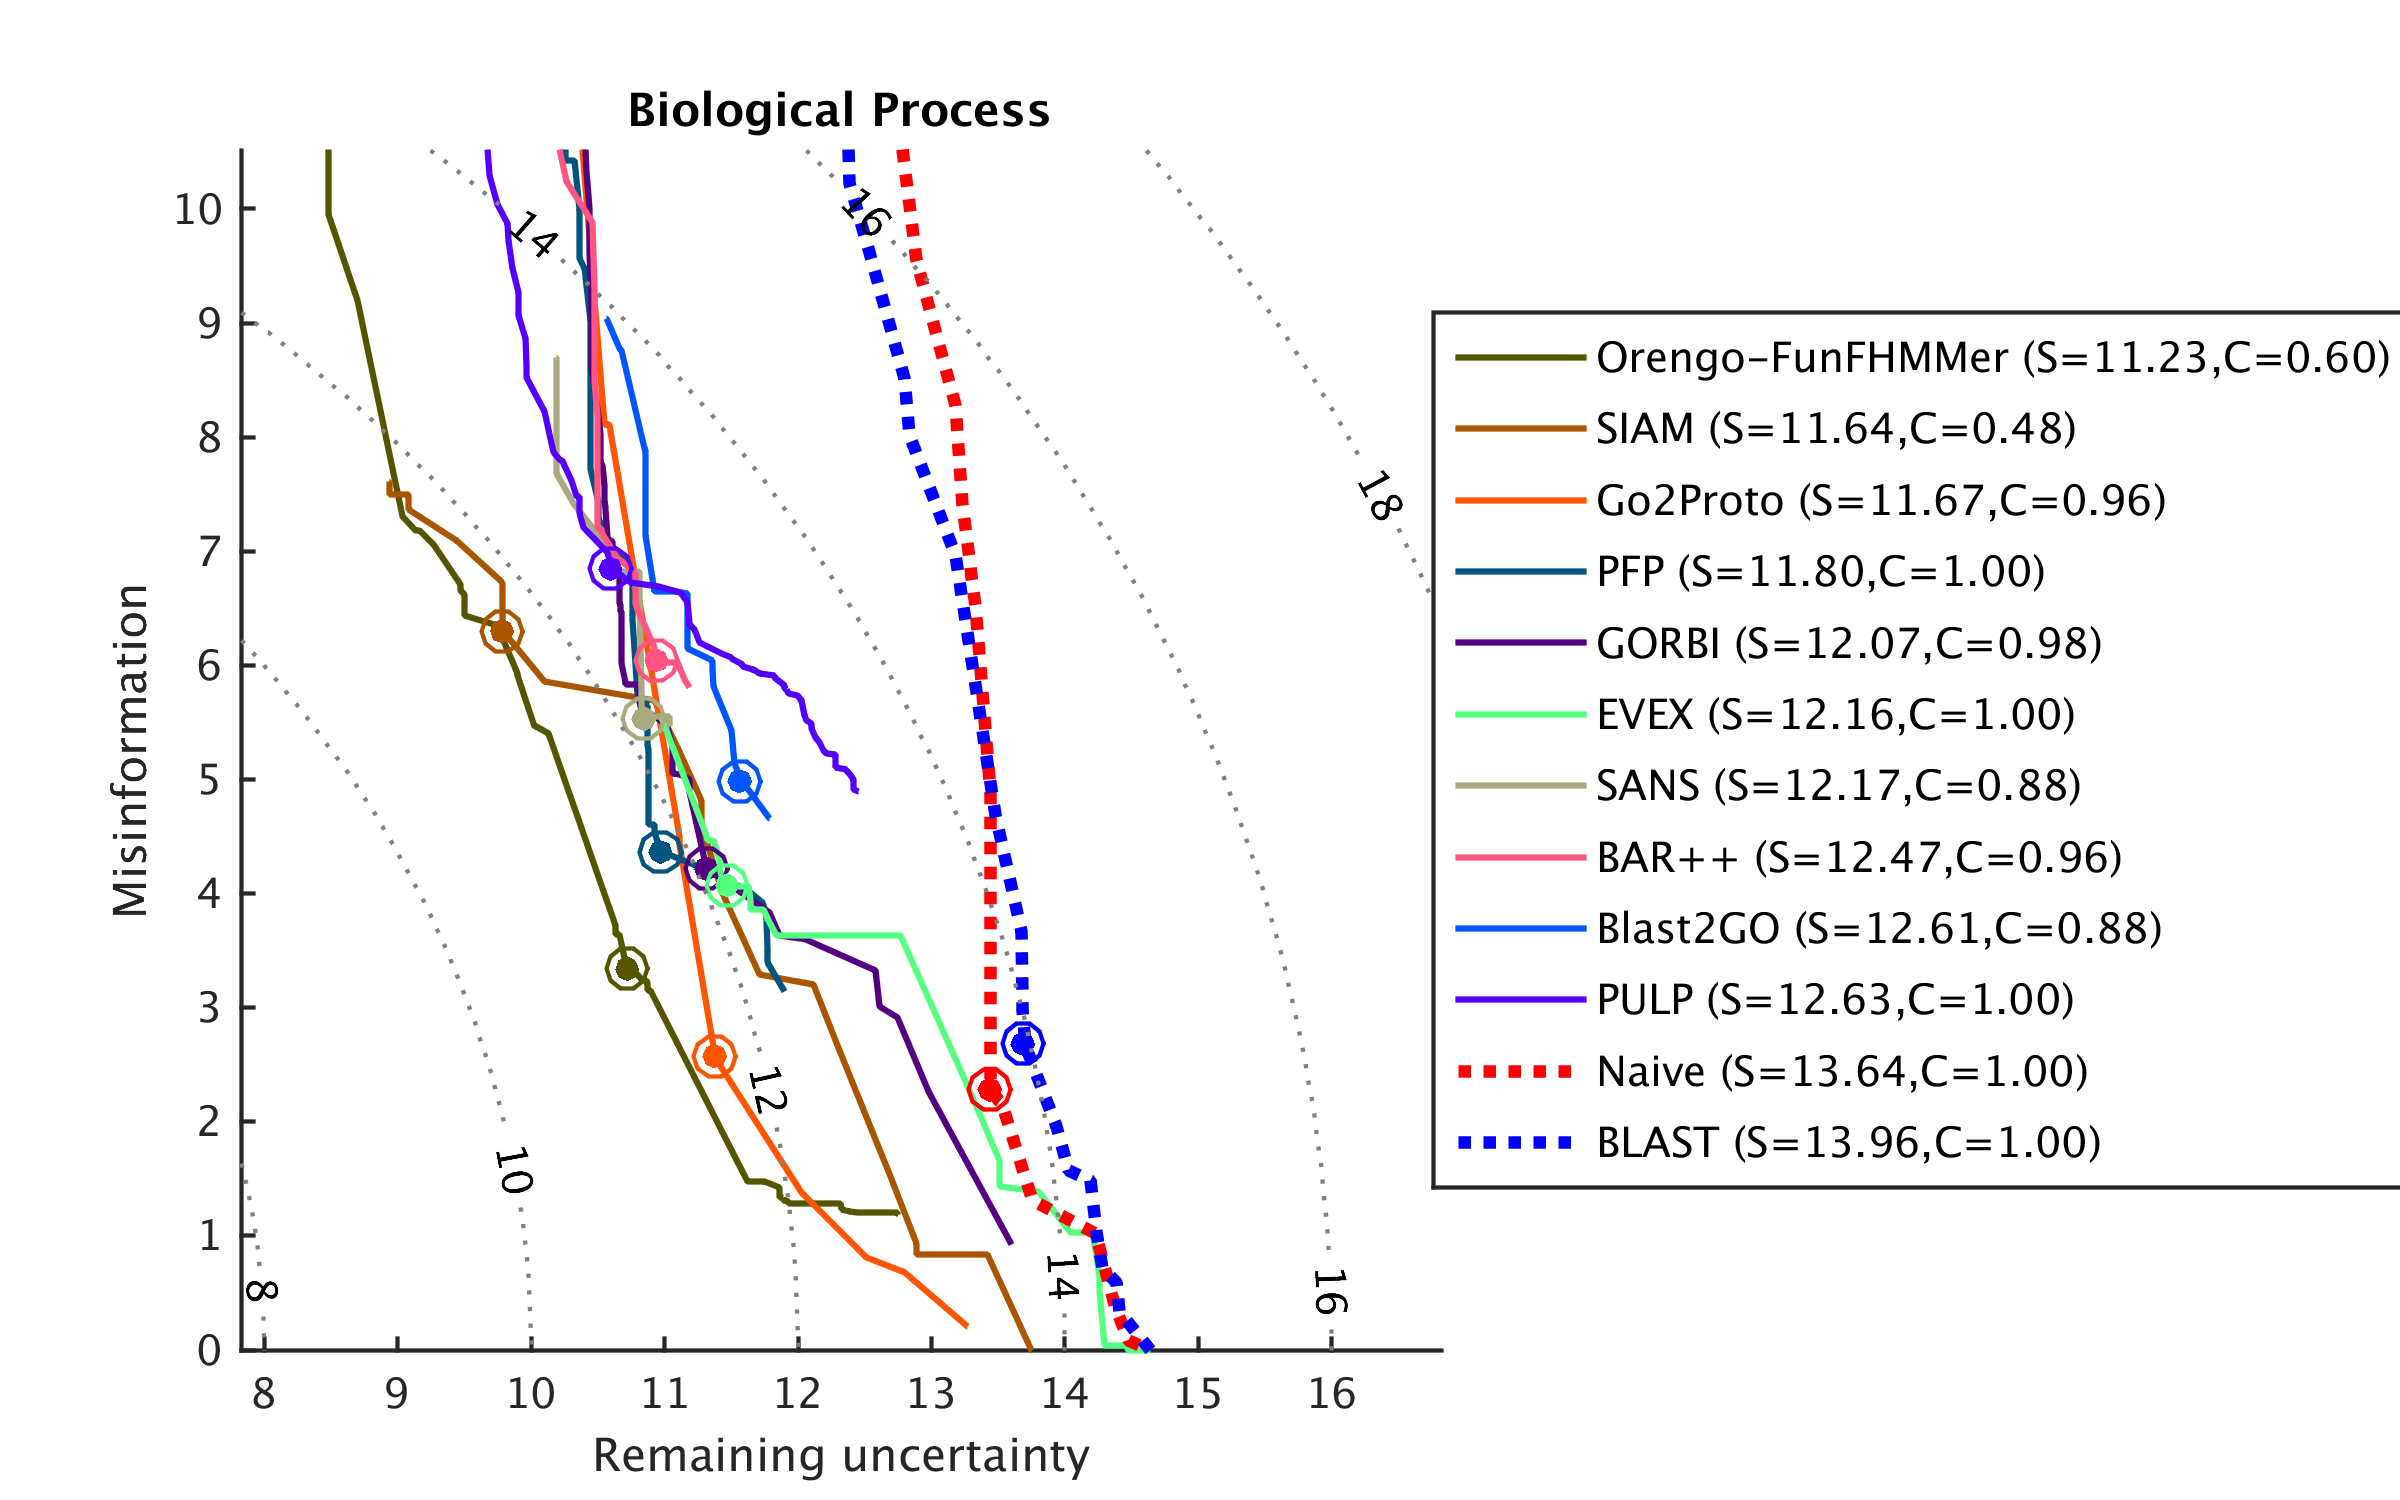 Biological Process
Misinformation
10
9
8
7
6
5
4
3
2
1
0
8
9
10
11
12
13
14
15
16
Remaining uncertainty
14
16
18
12
10
8
14
16
Orengo-FunFHMMer (S=11.23,C=0.60)
SIAM (S=11.64,C=0.48)
Go2Proto (S=11.67,C=0.96)
PFP (S=11.80,C=1.00)
GORBI (S=12.07,C=0.98)
EVEX (S=12.16,C=1.00)
SANS (S=12.17,C=0.88)
BAR++ (S=12.47,C=0.96)
Blast2GO (S=12.61,C=0.88)
PULP (S=12.63,C=1.00)
Naive (S=13.64,C=1.00)
BLAST (S=13.96,C=1.00)